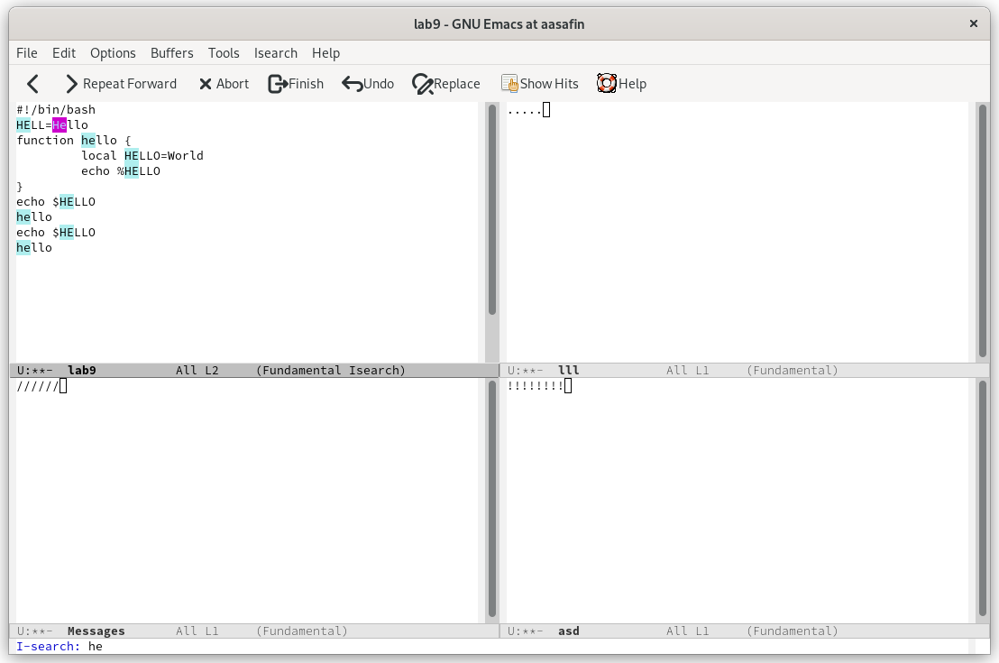 lab9 - GNU Emacs at aasafin
File Edit Options Buffers Tools Isearch Help
Repeat Forward Abort Finish Undo Replace Show Hits Help
#!/bin/bash
HELL=Hello
function hello {
local HELLO=World
echo %HELLO
}
echo $HELLO
hello
echo $HELLO
hello
U:**- lab9 All L2 (Fundamental Isearch)
.....
U:**- lll All L1 (Fundamental)
//////
U:**- Messages All L1 (Fundamental)
!!!!!!!!
U:**- asd All L1 (Fundamental)
I-search: he